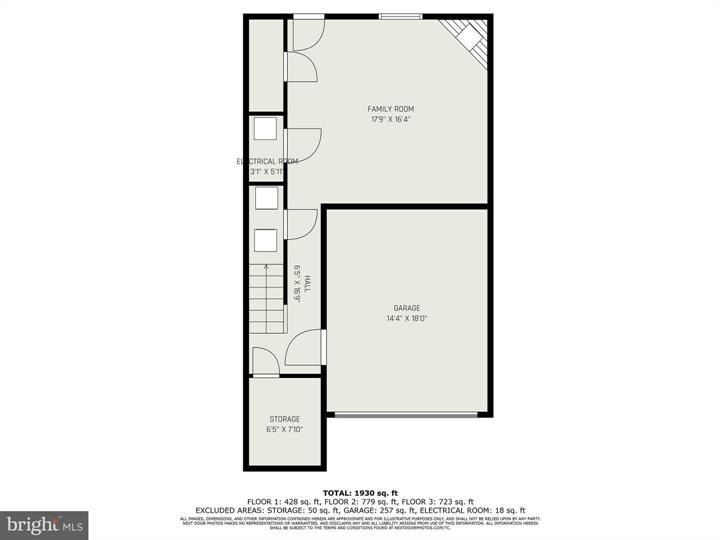 FAMILY ROOM
17'9" X 16'4"
ELECTRICAL ROOM
3'1" X 5'11"
HALL
6'5" X 16'9"
GARAGE
14'4" X 18'0"
STORAGE
6'5" X 7'10"
TOTAL: 1930 sq. ft
FLOOR 1: 428 sq. ft, FLOOR 2: 779 sq. ft, FLOOR 3: 723 sq. ft
EXCLUDED AREAS: STORAGE: 50 sq. ft, GARAGE: 257 sq. ft, ELECTRICAL ROOM: 18 sq. ft
ALL IMAGES, DIMENSIONS, AND OTHER INFORMATION CONTAINED HEREIN ARE APPROXIMATE AND FOR ILLUSTRATIVE PURPOSES ONLY, AND SHALL NOT BE RELIED UPON BY ANY PARTY.
NEXT DOOR PHOTOS MAKES NO REPRESENTATIONS OR WARRANTIES, AND DISCLAIMS ANY AND ALL LIABILITY ARISING FROM USE OF THIS IMAGE. ALL INFORMATION CONTAINED HEREIN
SHALL BE SUBJECT TO THE TERMS AND CONDITIONS FOUND AT NEXTDOORPHOTOS.COM/TC.
bright MLS